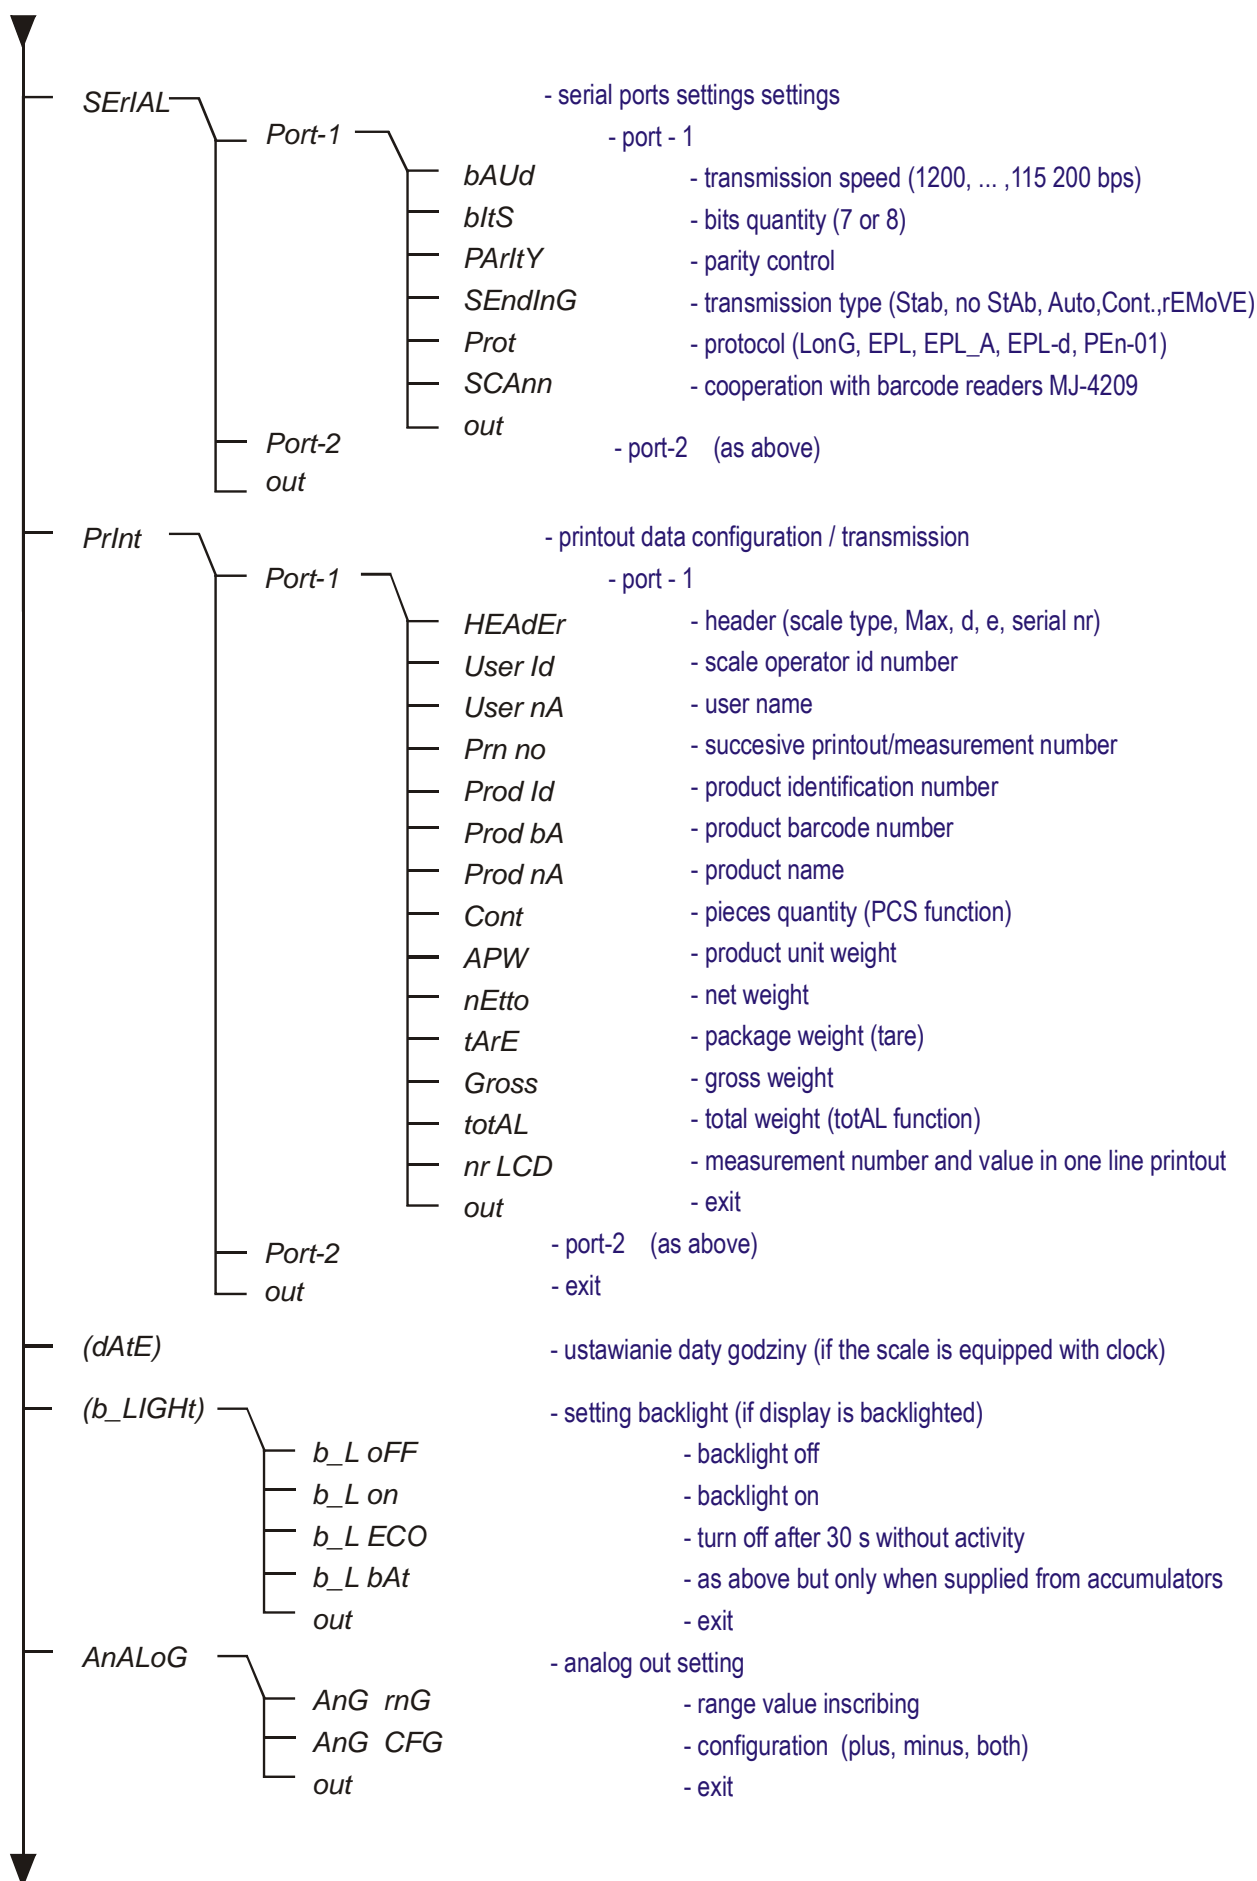 SErIAL - serial ports settings settings
Port-1 - port - 1
bAUd - transmission speed (1200, ... ,115 200 bps)
bItS - bits quantity (7 or 8)
PArItY - parity control
SEndInG - transmission type (Stab, no StAb, Auto,Cont.,rEMoVE)
Prot - protocol (LonG, EPL, EPL_A, EPL-d, PEn-01)
SCAnn - cooperation with barcode readers MJ-4209
out
Port-2 - port-2 (as above)
out
PrInt - printout data configuration / transmission
Port-1 - port - 1
HEAdEr - header (scale type, Max, d, e, serial nr)
User Id - scale operator id number
User nA - user name
Prn no - succesive printout/measurement number
Prod Id - product identification number
Prod bA - product barcode number
Prod nA - product name
Cont - pieces quantity (PCS function)
APW - product unit weight
nEtto - net weight
tArE - package weight (tare)
Gross - gross weight
totAL - total weight (totAL function)
nr LCD - measurement number and value in one line printout
out - exit
Port-2 - port-2 (as above)
out - exit
(dAtE) - ustawianie daty godziny (if the scale is equipped with clock)
(b_LIGHt) - setting backlight (if display is backlighted)
b_L oFF - backlight off
b_L on - backlight on
b_L ECO - turn off after 30 s without activity
b_L bAt - as above but only when supplied from accumulators
out - exit
AnALoG - analog out setting
AnG rnG - range value inscribing
AnG CFG - configuration (plus, minus, both)
out - exit